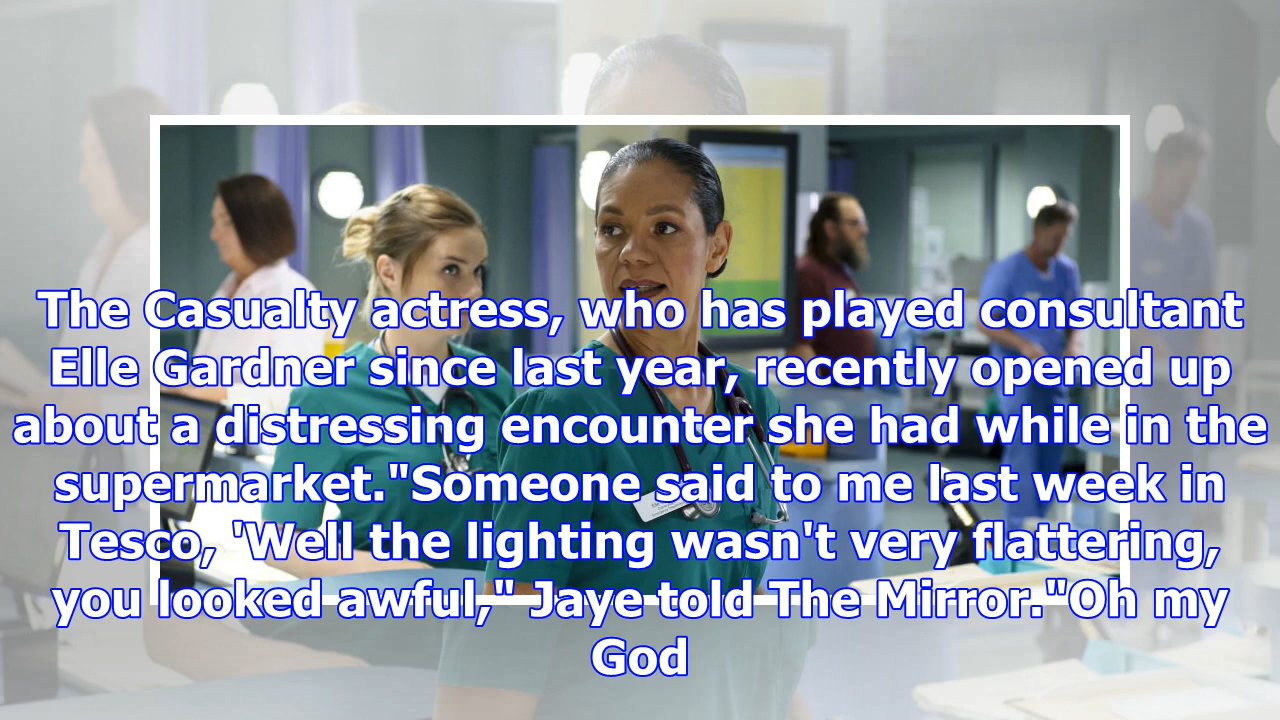 The Casualty actress, who has played consultant
Elle Gardner since last year, recently opened up
about a distressing encounter she had while in the
supermarket."Someone said to me last week in
Tesco, 'Well the lighting wasn't very flattering,
you looked awful," Jaye told The Mirror."Oh my
God